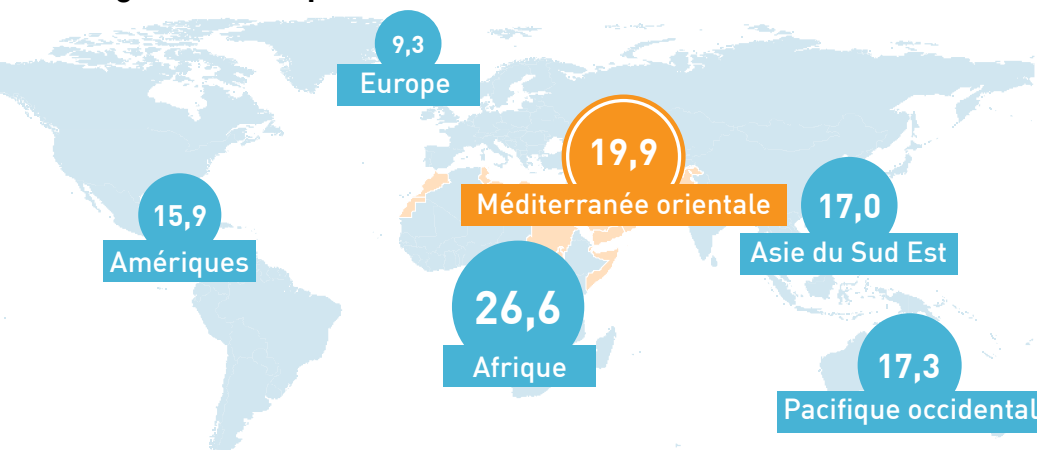 9,3
Europe
19,9
Méditerranée orientale
15,9
Amériques
17,0
Asie du Sud Est
26,6
Afrique
17,3
Pacifique occidental